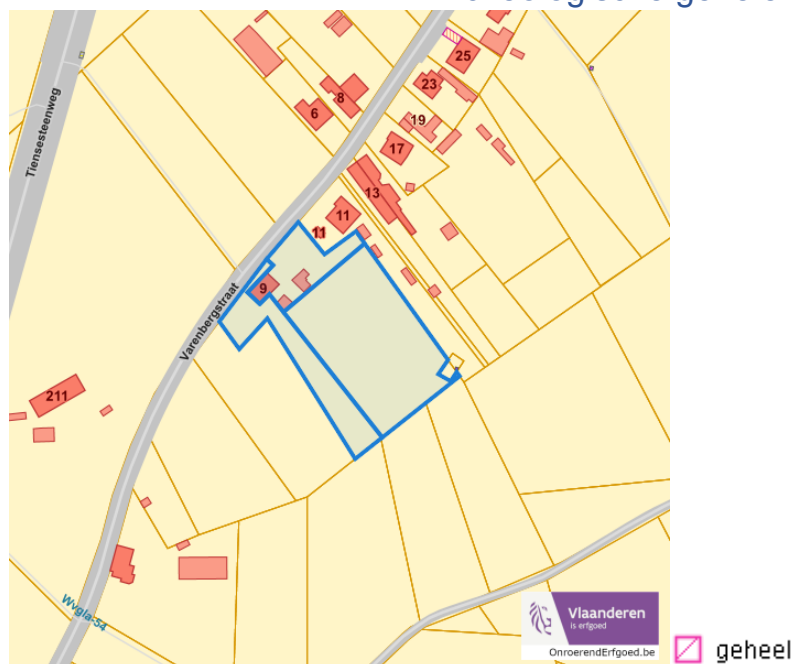 25
23
8
6
19
17
13
11
11
9
Tiensesteenweg
Varenbergstraat
211
Wvgla-54
Vlaanderen
is erfgoed
OnroerendErfgoed.be
geheel